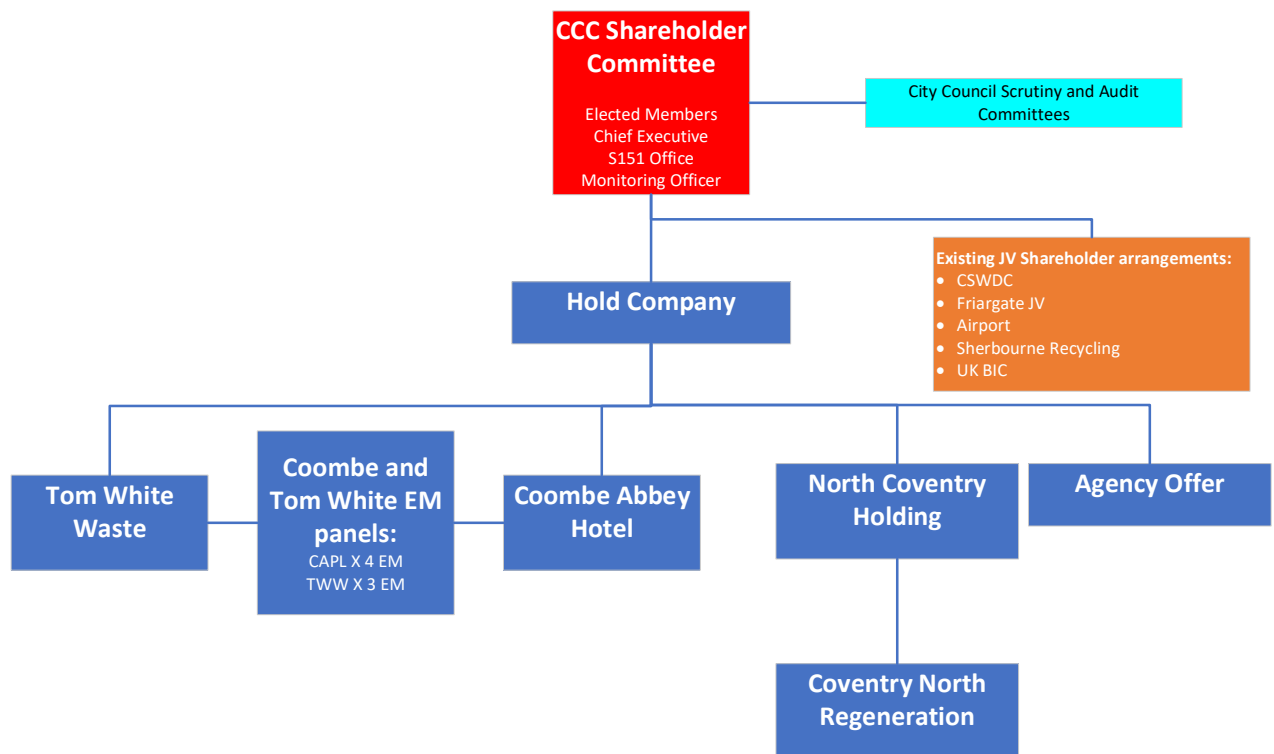 CCC Shareholder
Committee
Elected Members
Chief Executive
S151 Office
Monitoring Officer
City Council Scrutiny and Audit
Committees
Existing JV Shareholder arrangements:
• CSWDC
• Friargate JV
• Airport
• Sherbourne Recycling
• UK BIC
Hold Company
Tom White
Waste
Coombe and
Tom White EM
panels:
CAPL X 4 EM
TWW X 3 EM
Coombe Abbey
Hotel
North Coventry
Holding
Agency Offer
Coventry North
Regeneration